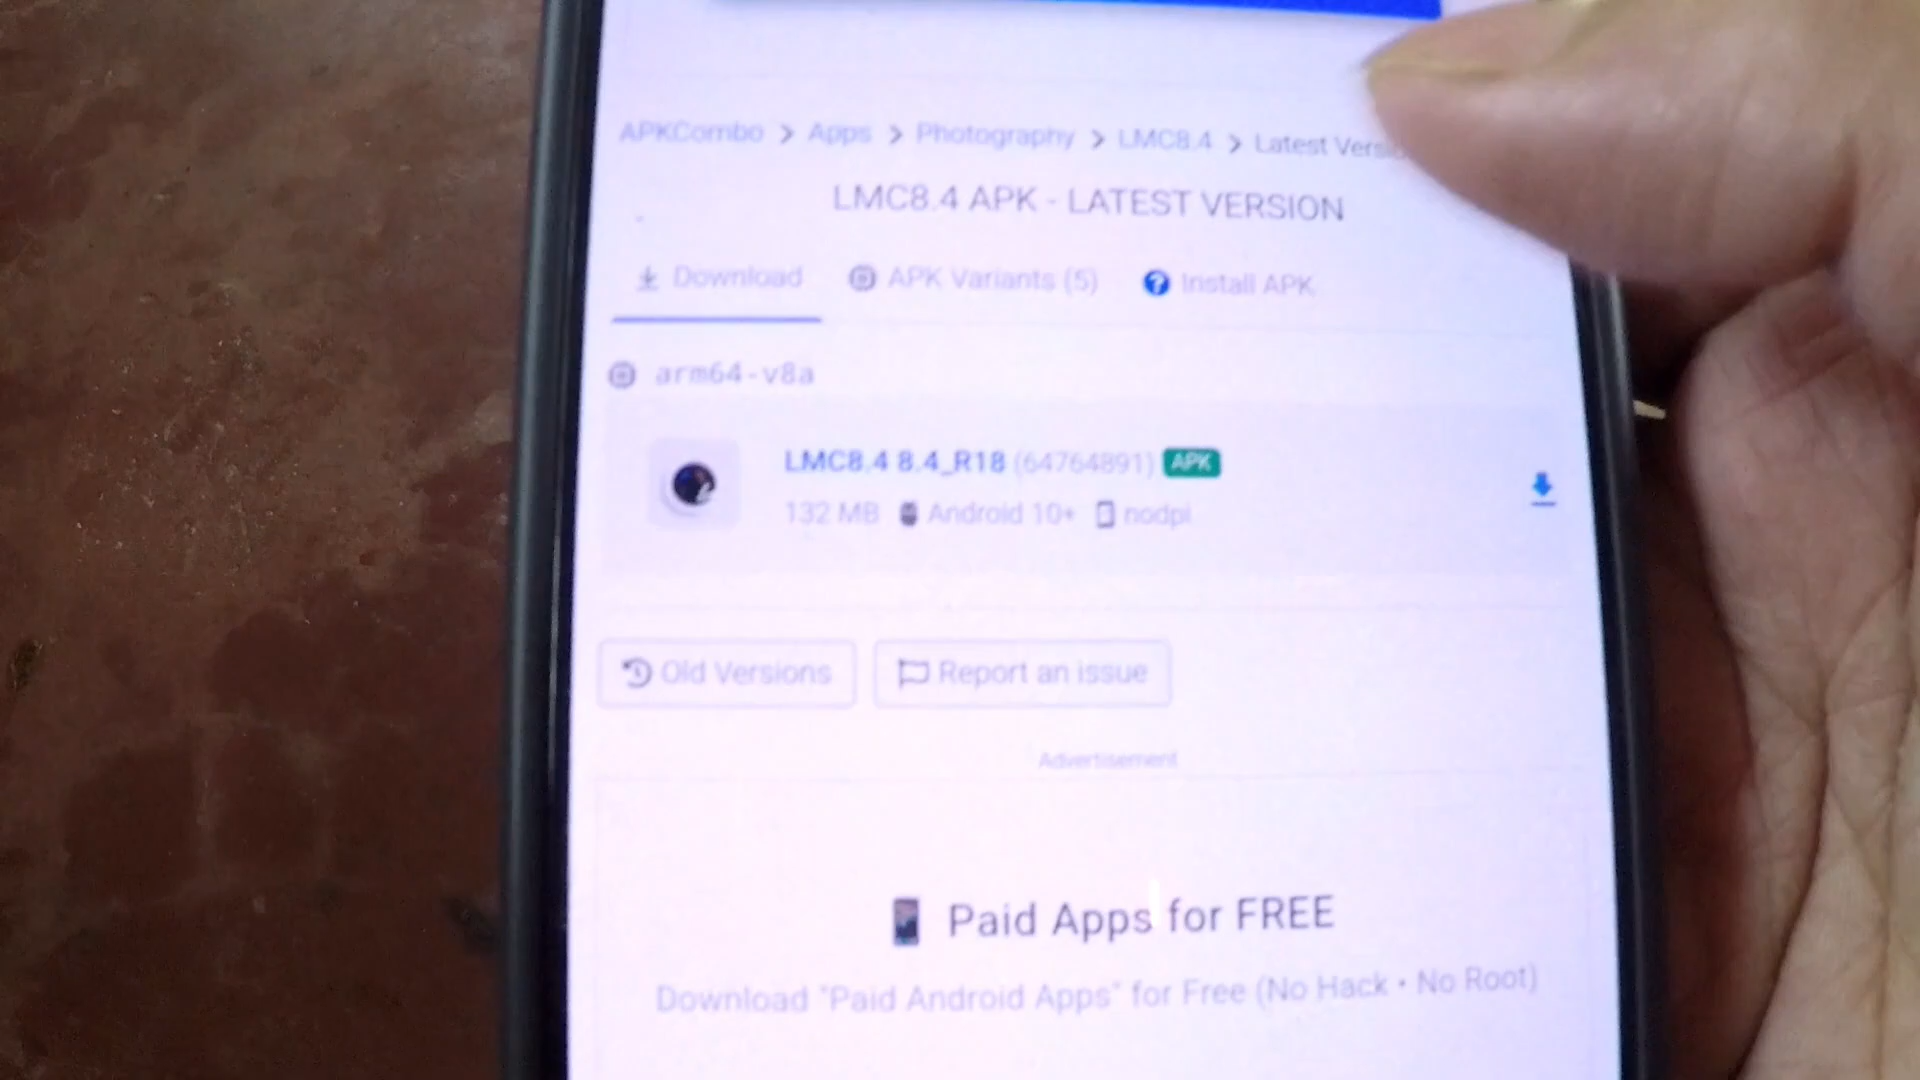 APKCombo > Apps > Photography > LMC8.4 > Latest
LMC8.4 APK - LATEST VERSION
Download APK Variants (5) Install APK
arm64-v8a
LMC8.4 8.4_R18 (64764891) APK
132 MB Android 10+ nodpi
Old Versions Report an issue
Advertisement
Paid Apps for FREE
Download "Paid Android Apps" for Free (No Hack • No Root)